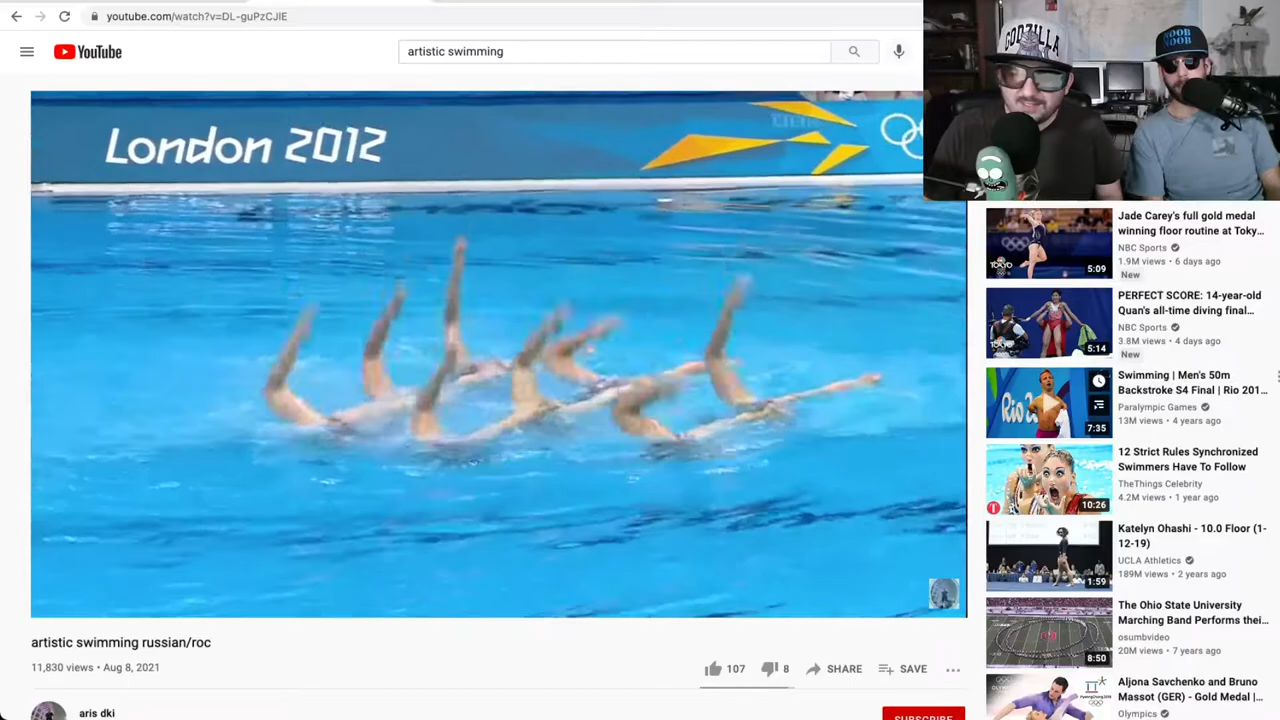 youtube.com/watch?v=DL-guPzCJlE
YouTube
artistic swimming
London 2012
GODZILLA
NOOB
NOOB
Jade Carey's full gold medal
winning floor routine at Toky...
NBC Sports
1.9M views • 6 days ago
New
5:09
TOKYO
PERFECT SCORE: 14-year-old
Quan's all-time diving final...
NBC Sports
3.8M views • 4 days ago
New
5:14
Swimming | Men's 50m
Backstroke S4 Final | Rio 201...
Paralympic Games
13M views • 4 years ago
7:35
Rio
12 Strict Rules Synchronized
Swimmers Have To Follow
TheThings Celebrity
4.2M views • 1 year ago
10:26
Katelyn Ohashi - 10.0 Floor (1-
12-19)
UCLA Athletics
189M views • 2 years ago
1:59
The Ohio State University
Marching Band Performs thei...
osumbvideo
20M views • 7 years ago
8:50
Aljona Savchenko and Bruno
Massot (GER) - Gold Medal |...
Olympics
artistic swimming russian/roc
11,830 views • Aug 8, 2021
107
8
SHARE
SAVE
aris dki
SUBSCRIBE